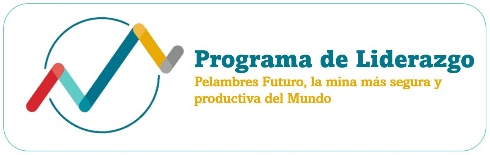 Programa de Liderazgo
Pelambres Futuro, la mina más segura y
productiva del Mundo